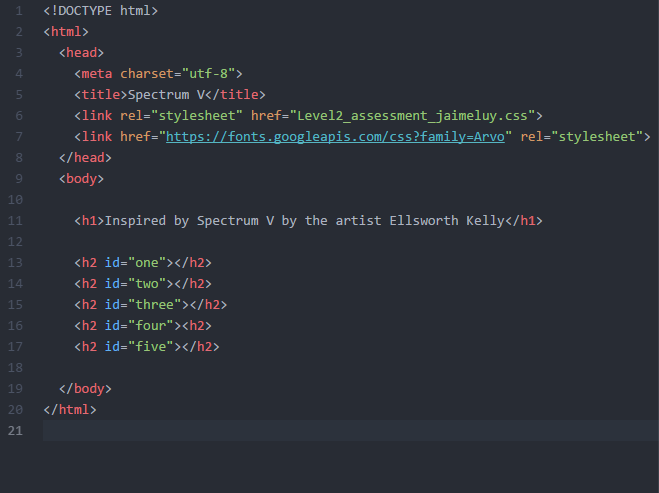 1 <!DOCTYPE html>
2 <html>
3 <head>
4 <meta charset="utf-8">
5 <title>Spectrum V</title>
6 <link rel="stylesheet" href="Level2_assessment_jaimeluy.css">
7 <link href="https://fonts.googleapis.com/css?family=Arvo" rel="stylesheet">
8 </head>
9 <body>
10
11 <h1>Inspired by Spectrum V by the artist Ellsworth Kelly</h1>
12
13 <h2 id="one"></h2>
14 <h2 id="two"></h2>
15 <h2 id="three"></h2>
16 <h2 id="four"><h2>
17 <h2 id="five"></h2>
18
19 </body>
20 </html>
21